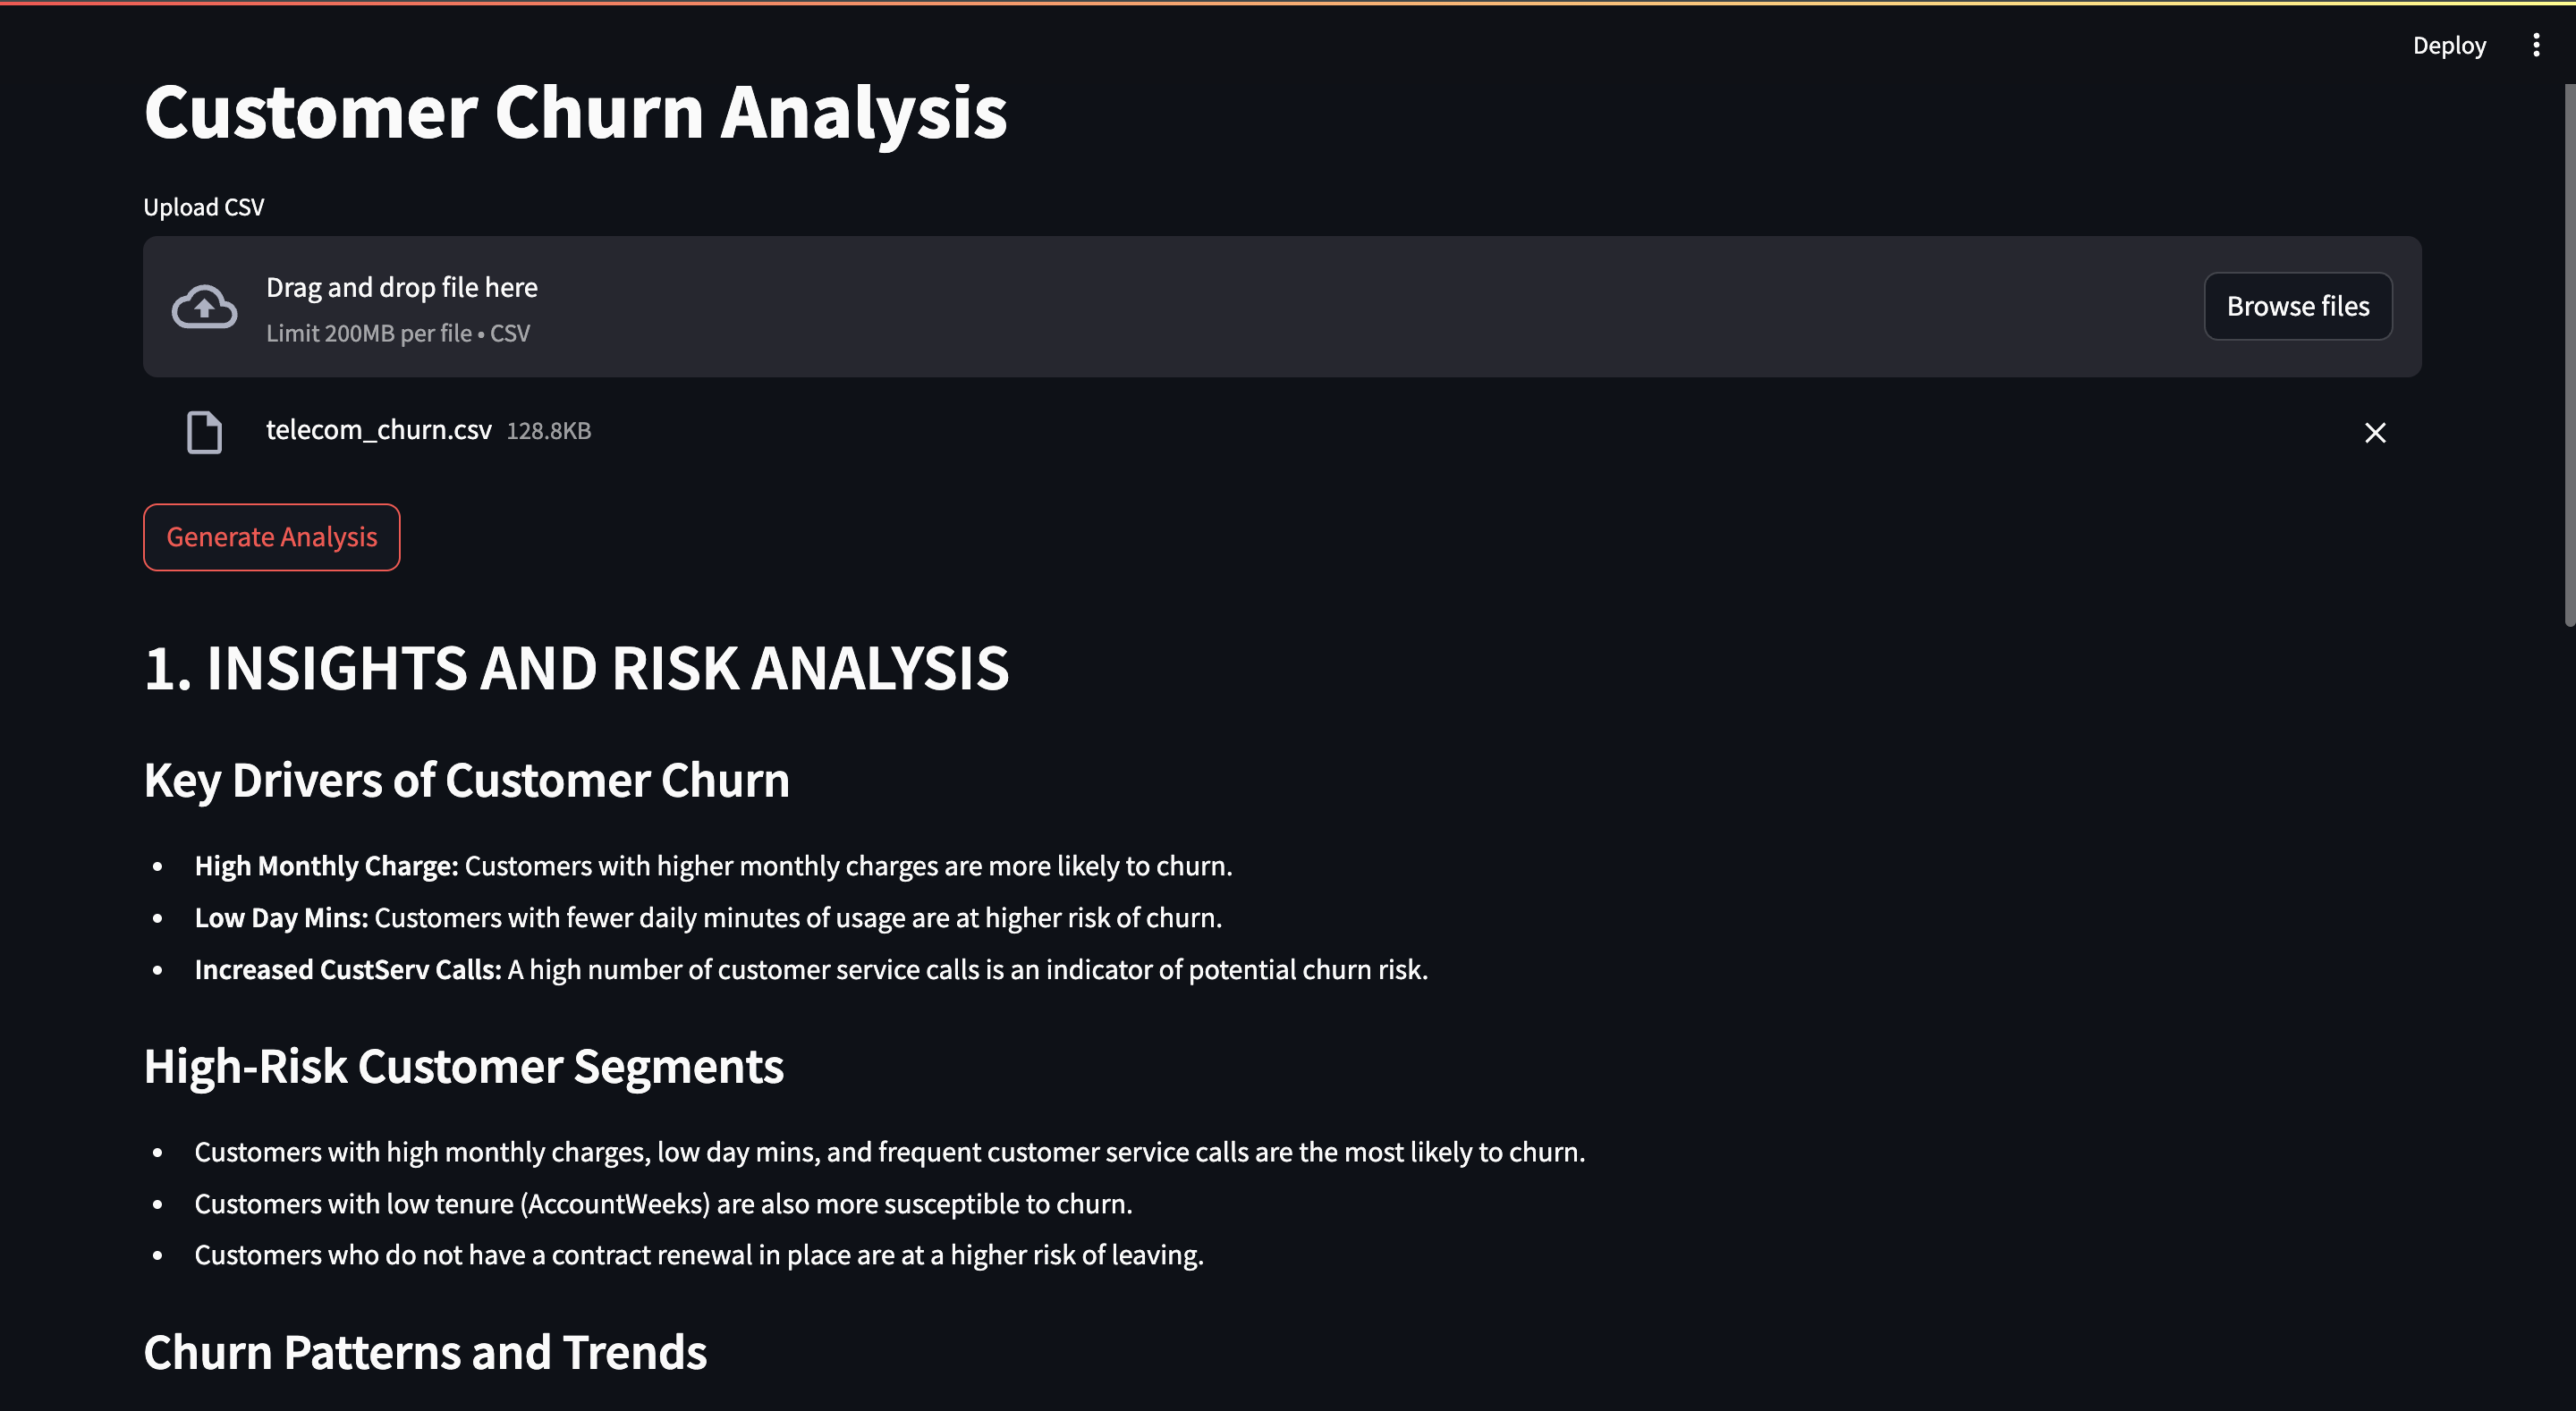 Deploy
Customer Churn Analysis
Upload CSV
Drag and drop file here
Limit 200MB per file • CSV
Browse files
telecom_churn.csv 128.8KB
Generate Analysis
1. INSIGHTS AND RISK ANALYSIS
Key Drivers of Customer Churn
• High Monthly Charge: Customers with higher monthly charges are more likely to churn.
• Low Day Mins: Customers with fewer daily minutes of usage are at higher risk of churn.
• Increased CustServ Calls: A high number of customer service calls is an indicator of potential churn risk.
High-Risk Customer Segments
• Customers with high monthly charges, low day mins, and frequent customer service calls are the most likely to churn.
• Customers with low tenure (AccountWeeks) are also more susceptible to churn.
• Customers who do not have a contract renewal in place are at a higher risk of leaving.
Churn Patterns and Trends